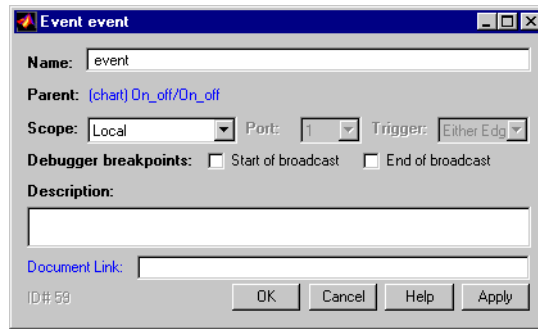 Event event
Name: event
Parent: (chart) On_off/On_off
Scope: Local Port: 1 Trigger: Either Edg
Debugger breakpoints: Start of broadcast End of broadcast
Description:
Document Link:
ID# 59 OK Cancel Help Apply